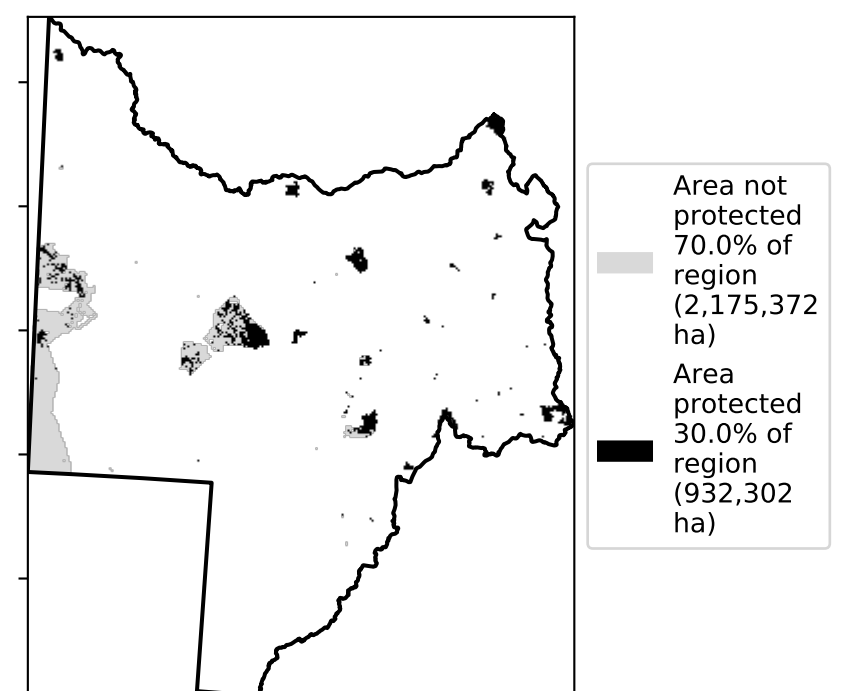 Area not
protected
70.0% of
region
(2,175,372
ha)
Area
protected
30.0% of
region
(932,302
ha)